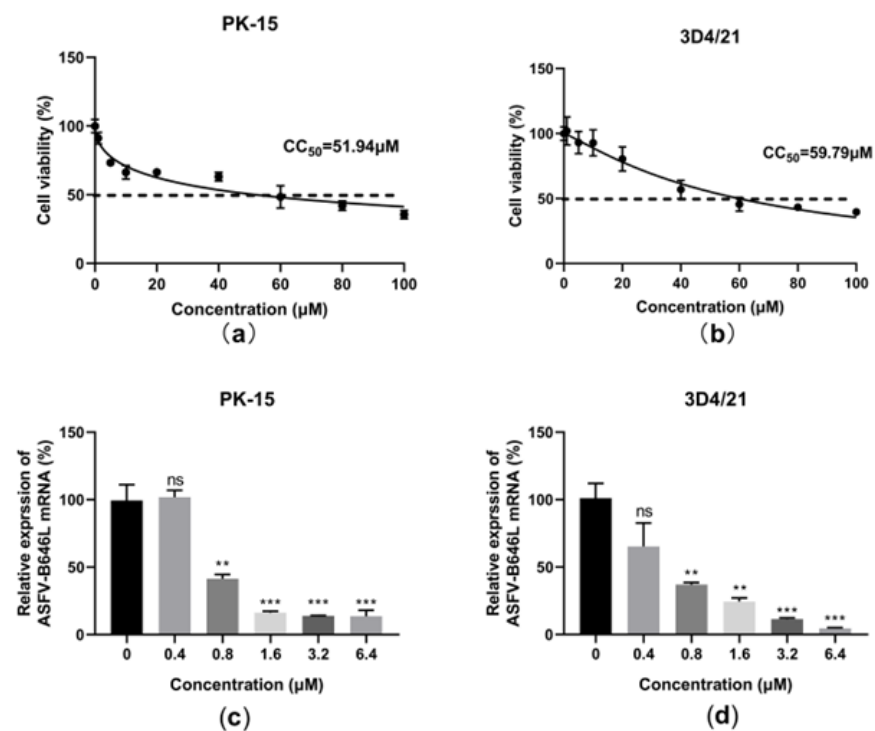 PK-15
150
100
50
0
Cell viability (%)
CC50=51.94μM
0 20 40 60 80 100
Concentration (μM)
(a)
3D4/21
150
100
50
0
Cell viability (%)
CC50=59.79μM
0 20 40 60 80 100
Concentration (μM)
(b)
PK-15
150
100
50
0
Relative exprssion of
ASFV-B646L mRNA (%)
ns
**
*** *** ***
0 0.4 0.8 1.6 3.2 6.4
Concentration (μM)
(c)
3D4/21
150
100
50
0
Relative exprssion of
ASFV-B646L mRNA (%)
ns
** **
*** ***
0 0.4 0.8 1.6 3.2 6.4
Concentration (μM)
(d)